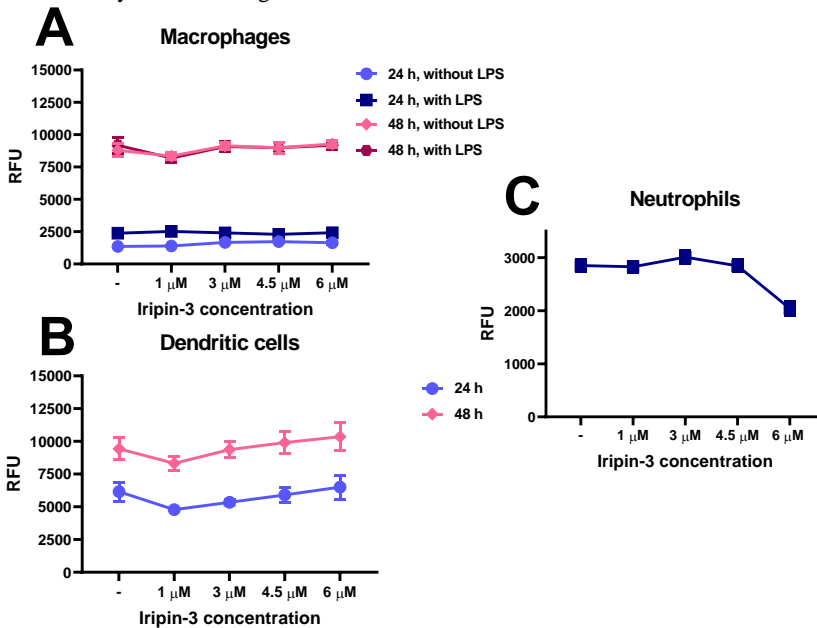 A
Macrophages
15000
12500
10000
7500
5000
2500
0
RFU
- 1 μM 3 μM 4.5 μM 6 μM
Iripin-3 concentration
24 h, without LPS
24 h, with LPS
48 h, without LPS
48 h, with LPS
B
Dendritic cells
15000
12500
10000
7500
5000
2500
0
RFU
- 1 μM 3 μM 4.5 μM 6 μM
Iripin-3 concentration
24 h
48 h
C
Neutrophils
3000
2000
1000
0
RFU
- 1 μM 3 μM 4.5 μM 6 μM
Iripin-3 concentration